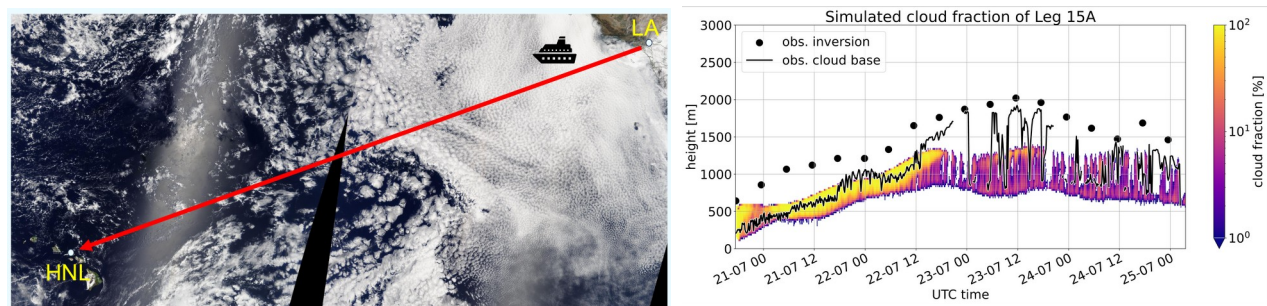 LA
HNL
Simulated cloud fraction of Leg 15A
obs. inversion
obs. cloud base
height [m]
3000
2500
2000
1500
1000
500
0
21-07 00
21-07 12
22-07 00
22-07 12
23-07 00
23-07 12
24-07 00
24-07 12
25-07 00
UTC time
10²
10¹
10⁰
cloud fraction [%]